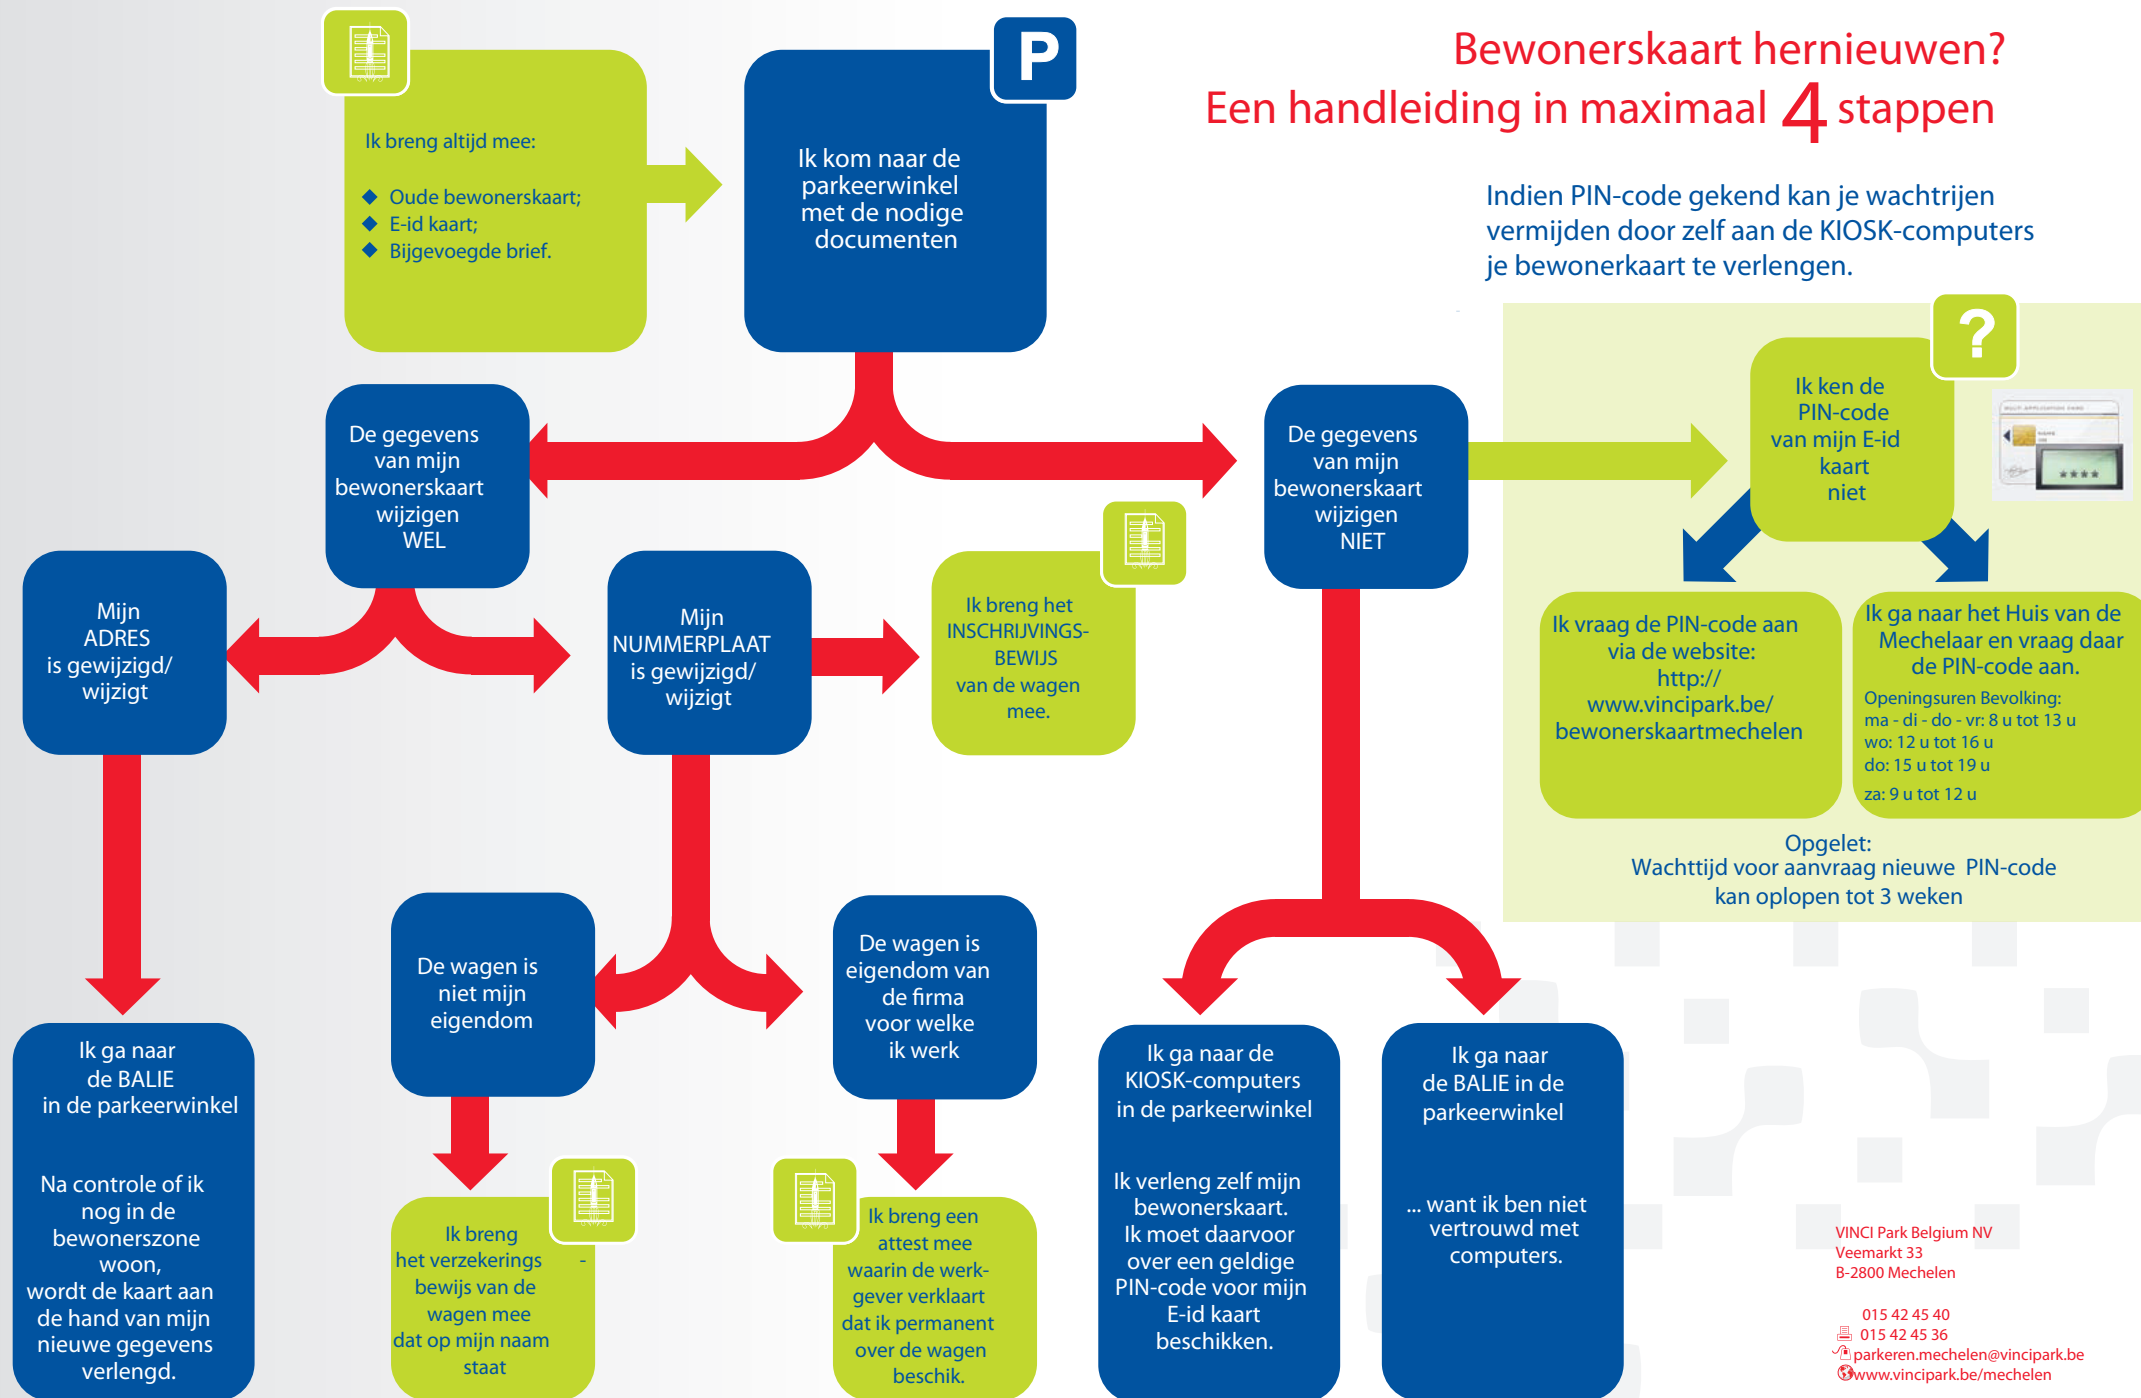 Bewonerskaart hernieuwen?
Een handleiding in maximaal 4 stappen
Indien PIN-code gekend kan je wachtrijen
vermijden door zelf aan de KIOSK-computers
je bewonerkaart te verlengen.
Ik breng altijd mee:
Oude bewonerskaart;
E-id kaart;
Bijgevoegde brief.
P
Ik kom naar de
parkeerwinkel
met de nodige
documenten
De gegevens
van mijn
bewonerskaart
wijzigen
WEL
De gegevens
van mijn
bewonerskaart
wijzigen
NIET
?
Ik ken de
PIN-code
van mijn E-id
kaart
niet
MULTI APPLICATION CARD
NAME
****
Mijn
ADRES
is gewijzigd/
wijzigt
Mijn
NUMMERPLAAT
is gewijzigd/
wijzigt
Ik breng het
INSCHRIJVINGS-
BEWIJS
van de wagen
mee.
Ik vraag de PIN-code aan
via de website:
http://
www.vincipark.be/
bewonerskaartmechelen
Ik ga naar het Huis van de
Mechelaar en vraag daar
de PIN-code aan.
Openingsuren Bevolking:
ma - di - do - vr: 8 u tot 13 u
wo: 12 u tot 16 u
do: 15 u tot 19 u
za: 9 u tot 12 u
Opgelet:
Wachttijd voor aanvraag nieuwe PIN-code
kan oplopen tot 3 weken
De wagen is
niet mijn
eigendom
De wagen is
eigendom van
de firma
voor welke
ik werk
Ik ga naar
de BALIE
in de parkeerwinkel
Na controle of ik
nog in de
bewonerszone
woon,
wordt de kaart aan
de hand van mijn
nieuwe gegevens
verlengd.
Ik breng
het verzekerings -
bewijs van de
wagen mee
dat op mijn naam
staat
Ik breng een
attest mee
waarin de werk-
gever verklaart
dat ik permanent
over de wagen
beschik.
Ik ga naar de
KIOSK-computers
in de parkeerwinkel
Ik verleng zelf mijn
bewonerskaart.
Ik moet daarvoor
over een geldige
PIN-code voor mijn
E-id kaart
beschikken.
Ik ga naar
de BALIE in de
parkeerwinkel
... want ik ben niet
vertrouwd met
computers.
VINCI Park Belgium NV
Veemarkt 33
B-2800 Mechelen
015 42 45 40
015 42 45 36
parkeren.mechelen@vincipark.be
www.vincipark.be/mechelen